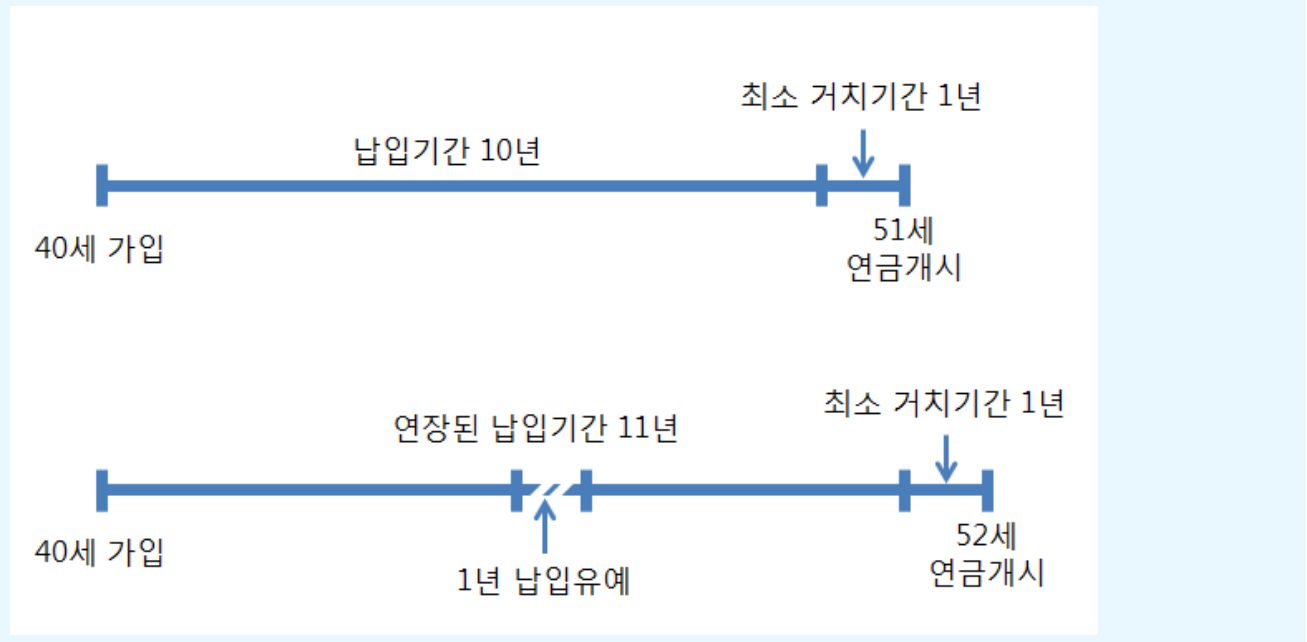 최소 거치기간 1년
납입기간 10년
40세 가입
51세
연금개시
최소 거치기간 1년
연장된 납입기간 11년
40세 가입
1년 납입유예
52세
연금개시